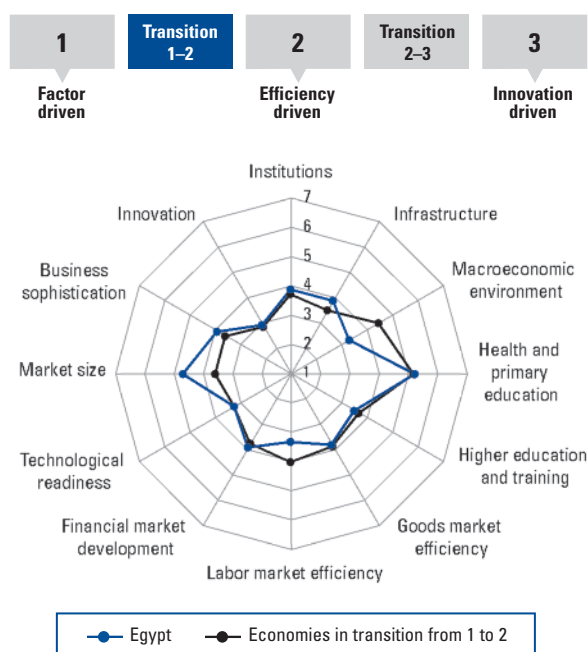 1
Transition
1–2
2
Transition
2–3
3
Factor
driven
Efficiency
driven
Innovation
driven
Institutions
7
6
5
4
3
2
1
Infrastructure
Macroeconomic
environment
Health and
primary
education
Higher education
and training
Goods market
efficiency
Labor market efficiency
Financial market
development
Technological
readiness
Market size
Business
sophistication
Innovation
Egypt
Economies in transition from 1 to 2